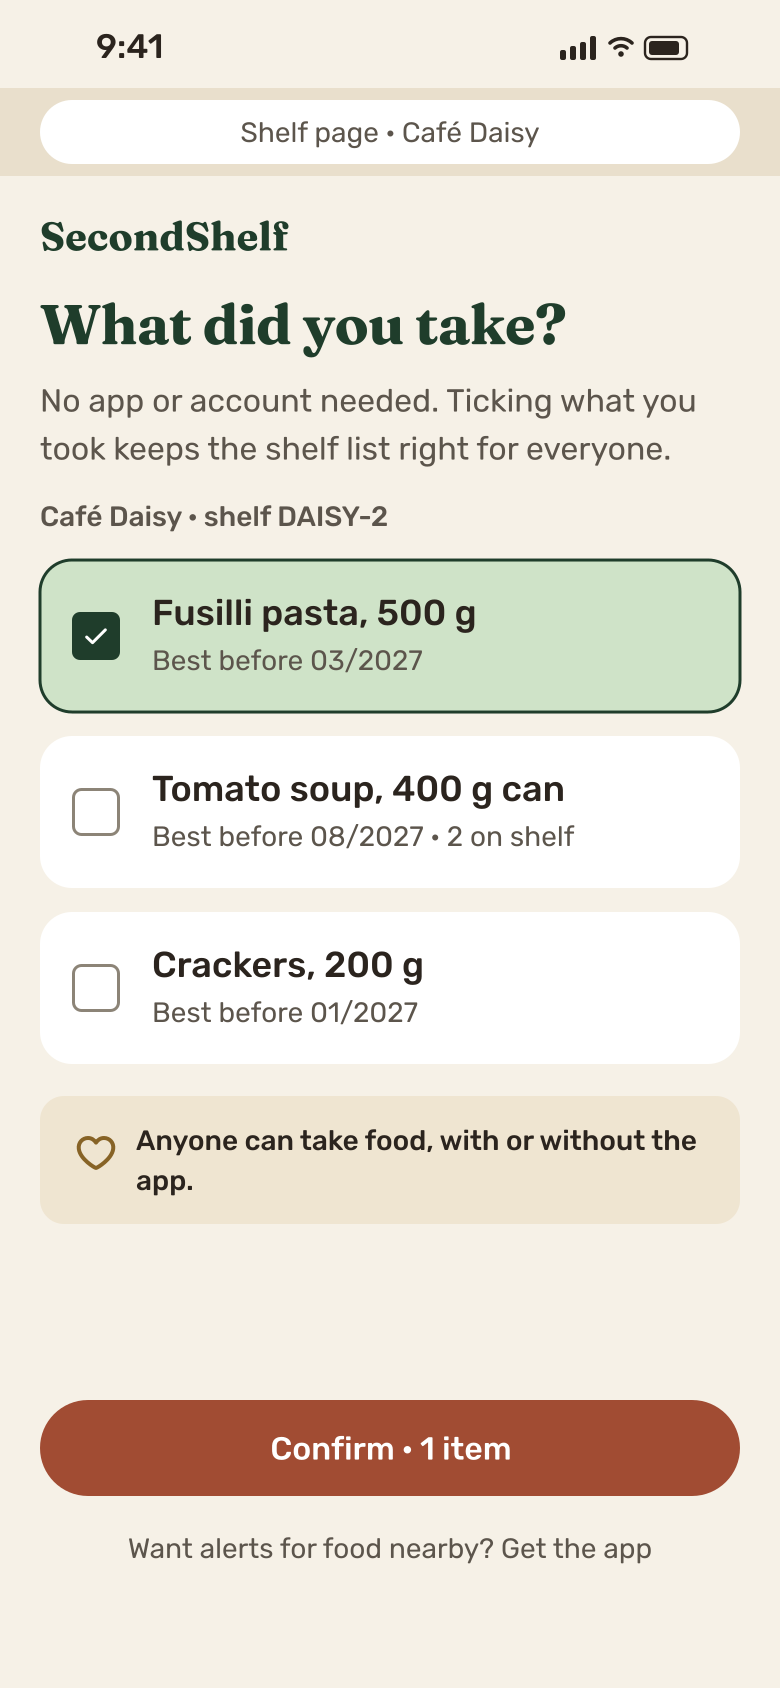 9:41
Shelf page • Café Daisy
SecondShelf
What did you take?
No app or account needed. Ticking what you
took keeps the shelf list right for everyone.
Café Daisy • shelf DAISY-2
Fusilli pasta, 500 g
Best before 03/2027
Tomato soup, 400 g can
Best before 08/2027 • 2 on shelf
Crackers, 200 g
Best before 01/2027
Anyone can take food, with or without the
app.
Confirm • 1 item
Want alerts for food nearby? Get the app